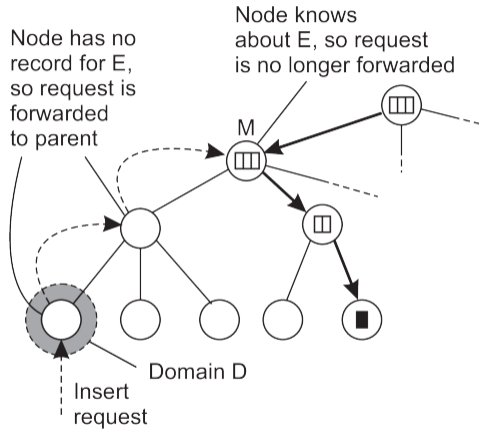 Node has no
record for E,
so request is
forwarded
to parent
Node knows
about E, so request
is no longer forwarded
M
Domain D
Insert
request